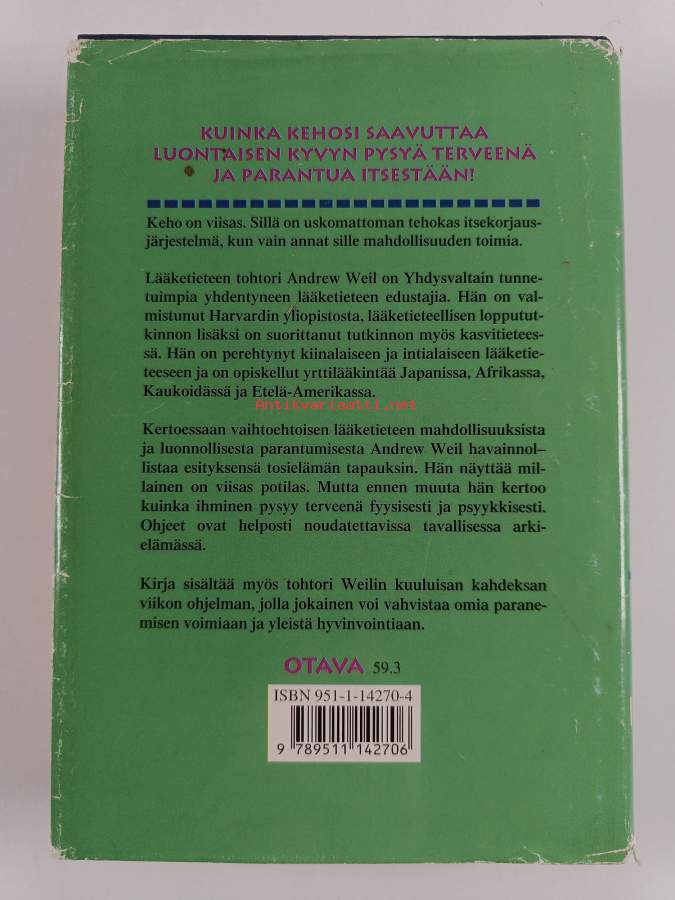 KUINKA KEHOSI SAAVUTTAA
LUONTAISEN KYVYN PYSYÄ TERVEENÄ
JA PARANTUA ITSESTÄÄN!
Keho on viisas. Sillä on uskomattoman tehokas itsekorjaus-
järjestelmä, kun vain annat sille mahdollisuuden toimia.
Lääketieteen tohtori Andrew Weil on Yhdysvaltain tunne-
tuimpia yhdentyneen lääketieteen edustajia. Hän on val-
mistunut Harvardin yliopistosta, lääketieteellisen loppututut-
kinnon lisäksi on suorittanut tutkinnon myös kasvitietees-
sä. Hän on perehtynyt kiinalaiseen ja intialaiseen lääketie-
teeseen ja on opiskellut yrttilääkintää Japanissa, Afrikassa,
Kaukoidässä ja Etelä-Amerikassa.
Antikvariaatti.net
Kertoessaan vaihtoehtoisen lääketieteen mahdollisuuksista
ja luonnollisesta parantumisesta Andrew Weil havainnol-
listaa esityksensä tosielämän tapauksin. Hän näyttää mil-
lainen on viisas potilas. Mutta ennen muuta hän kertoo
kuinka ihminen pysyy terveenä fyysisesti ja psyykkisesti.
Ohjeet ovat helposti noudatettavissa tavallisessa arki-
elämässä.
Kirja sisältää myös tohtori Weilin kuuluisan kahdeksan
viikon ohjelman, jolla jokainen voi vahvistaa omia parane-
misen voimiaan ja yleistä hyvinvointiaan.
OTAVA 59.3
ISBN 951-1-14270-4
9 789511 142706